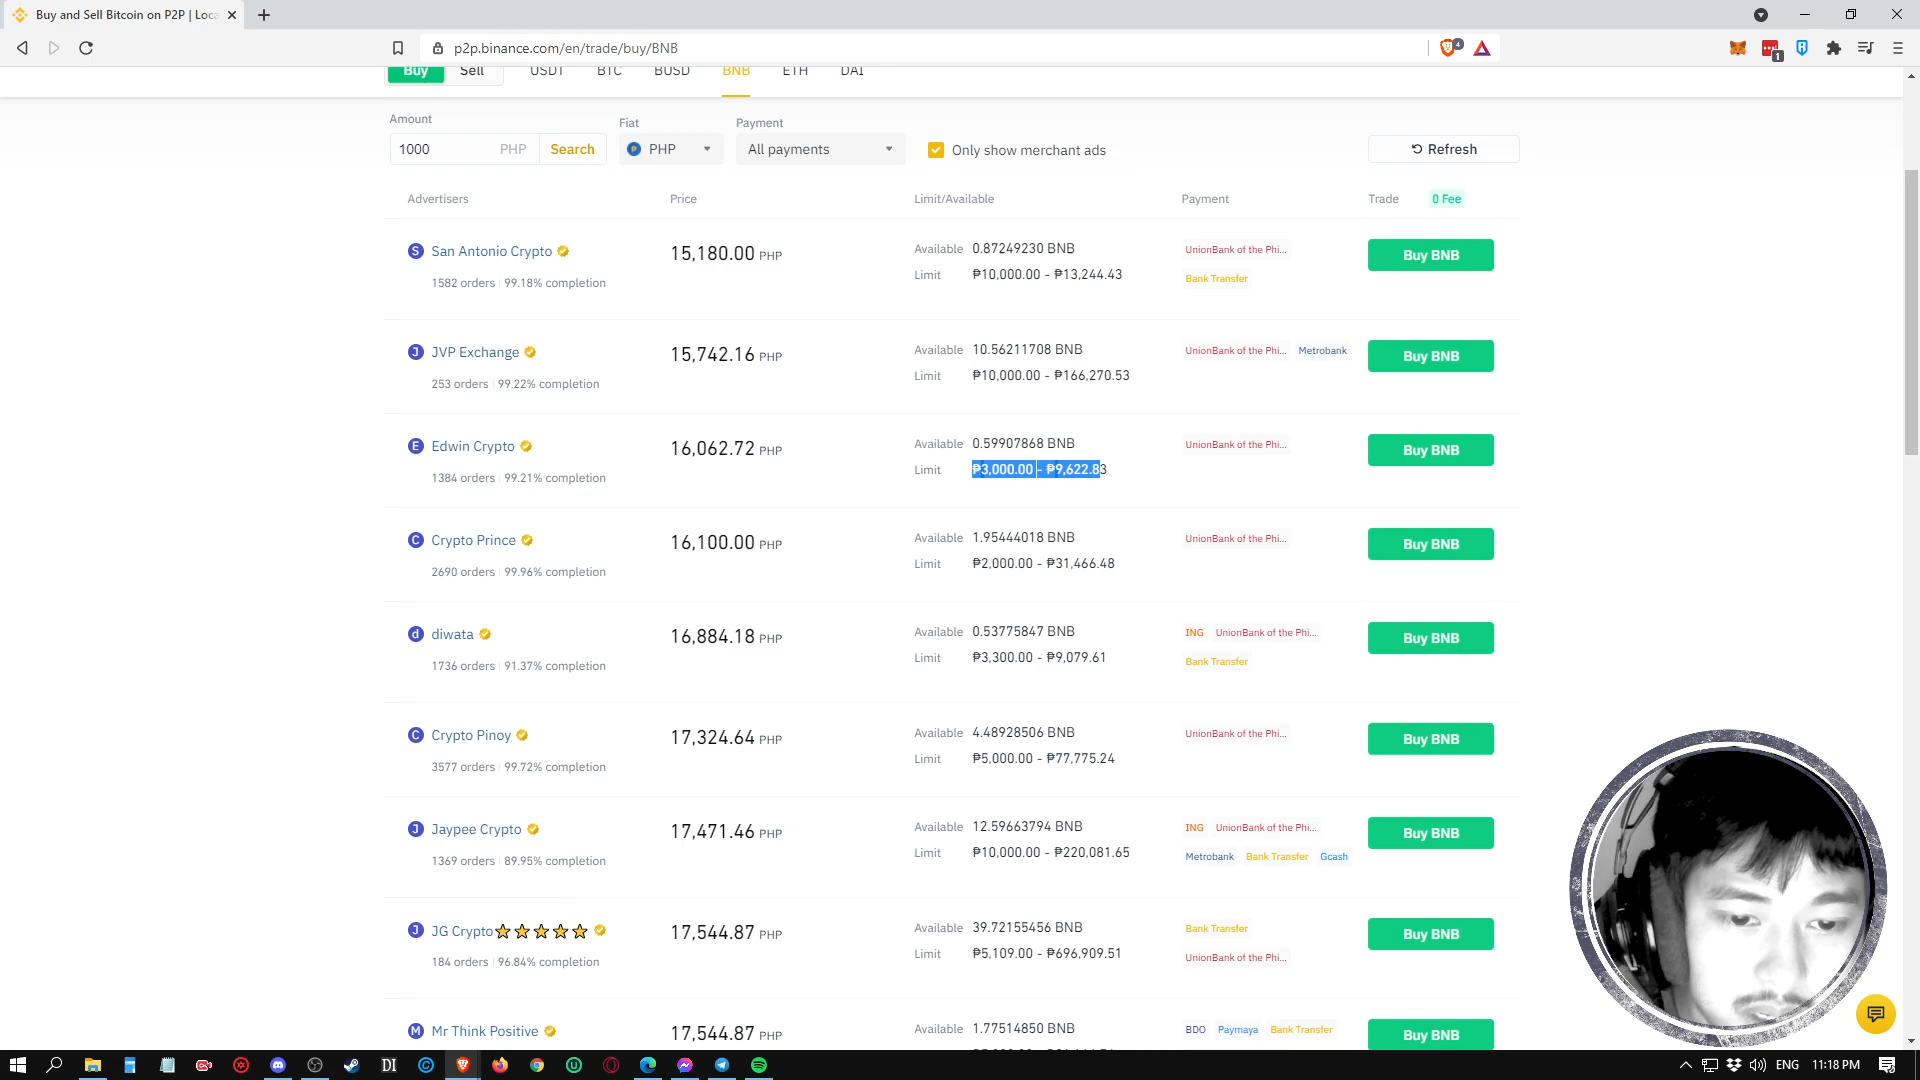 Buy and Sell Bitcoin on P2P | Loca
p2p.binance.com/en/trade/buy/BNB
4
1
Buy Sell USDT BTC BUSD BNB ETH DAI
Amount Fiat Payment
1000 PHP Search PHP All payments Only show merchant ads Refresh
Advertisers Price Limit/Available Payment Trade 0 Fee
S San Antonio Crypto 15,180.00 PHP Available 0.87249230 BNB UnionBank of the Phi... Buy BNB
1582 orders | 99.18% completion Limit ₱10,000.00 - ₱13,244.43 Bank Transfer
J JVP Exchange 15,742.16 PHP Available 10.56211708 BNB UnionBank of the Phi... Metrobank Buy BNB
253 orders | 99.22% completion Limit ₱10,000.00 - ₱166,270.53
E Edwin Crypto 16,062.72 PHP Available 0.59907868 BNB UnionBank of the Phi... Buy BNB
1384 orders | 99.21% completion Limit ₱3,000.00 - ₱9,622.83
C Crypto Prince 16,100.00 PHP Available 1.95444018 BNB UnionBank of the Phi... Buy BNB
2690 orders | 99.96% completion Limit ₱2,000.00 - ₱31,466.48
d diwata 16,884.18 PHP Available 0.53775847 BNB ING UnionBank of the Phi... Buy BNB
1736 orders | 91.37% completion Limit ₱3,300.00 - ₱9,079.61 Bank Transfer
C Crypto Pinoy 17,324.64 PHP Available 4.48928506 BNB UnionBank of the Phi... Buy BNB
3577 orders | 99.72% completion Limit ₱5,000.00 - ₱77,775.24
J Jaypee Crypto 17,471.46 PHP Available 12.59663794 BNB ING UnionBank of the Phi... Buy BNB
1369 orders | 89.95% completion Limit ₱10,000.00 - ₱220,081.65 Metrobank Bank Transfer Gcash
J JG Crypto⭐⭐⭐⭐⭐ 17,544.87 PHP Available 39.72155456 BNB Bank Transfer Buy BNB
184 orders | 96.84% completion Limit ₱5,109.00 - ₱696,909.51 UnionBank of the Phi...
M Mr Think Positive 17,544.87 PHP Available 1.77514850 BNB BDO Paymaya Bank Transfer Buy BNB
DI ENG 11:18 PM